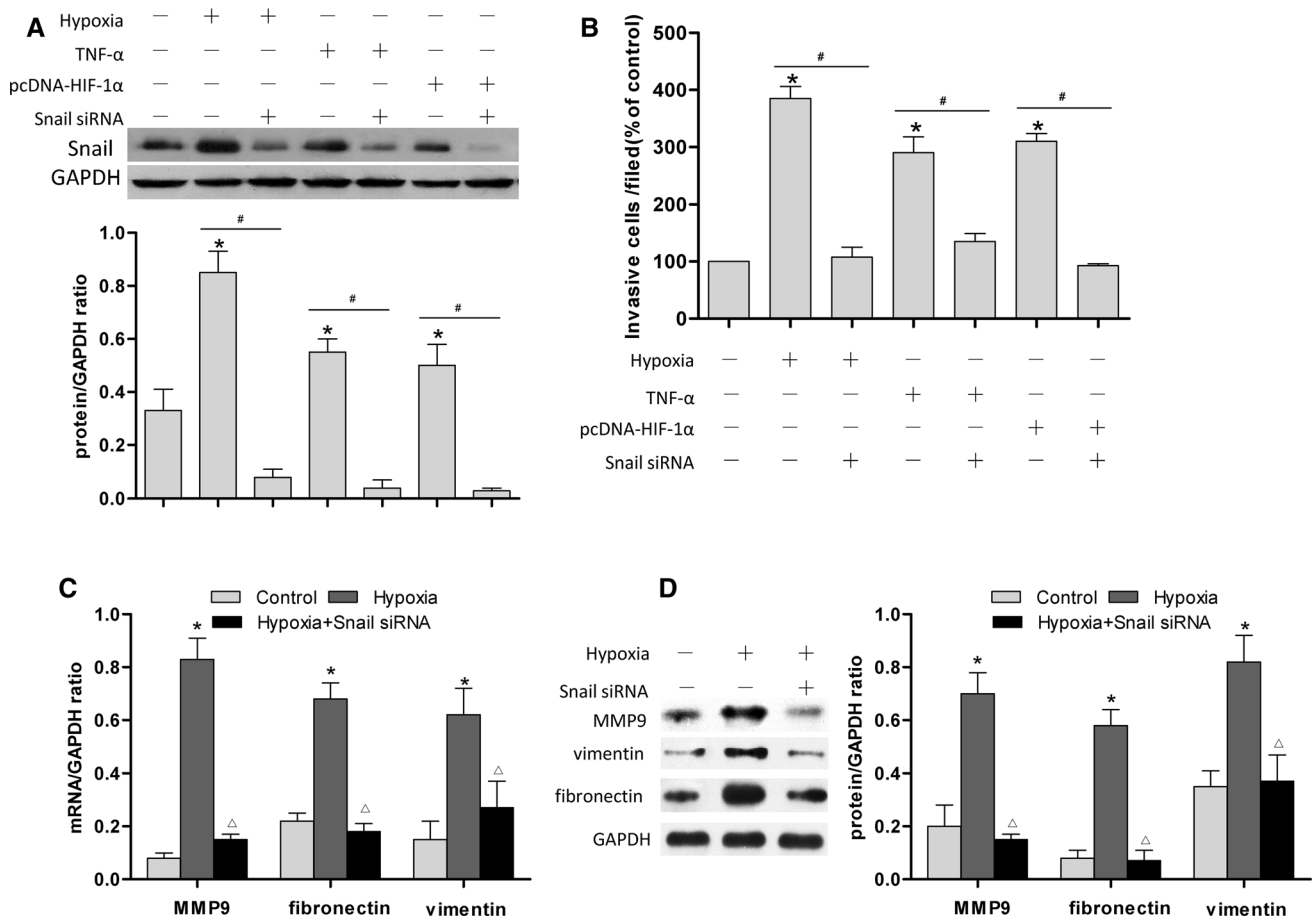 A
Hypoxia — + — + — — — —
TNF-α — — — + + — —
pcDNA-HIF-1α — — — — — + +
Snail siRNA — — + — + — +
Snail
GAPDH
protein/GAPDH ratio
1.0
0.8
0.6
0.4
0.2
0.0
* # * # * #
B
Invasive cells /filed(% of control)
500
400
300
200
100
0
* # * # * #
Hypoxia — + + — — — —
TNF-α — — — + + — —
pcDNA-HIF-1α — — — — — + +
Snail siRNA — — + — + — +
C
Control Hypoxia
Hypoxia+Snail siRNA
mRNA/GAPDH ratio
1.0
0.8
0.6
0.4
0.2
0.0
* △ * △ * △
MMP9 fibronectin vimentin
D
Hypoxia — + +
Snail siRNA — — +
MMP9
vimentin
fibronectin
GAPDH
Control Hypoxia
Hypoxia+Snail siRNA
protein/GAPDH ratio
1.0
0.8
0.6
0.4
0.2
0.0
* △ * △ * △
MMP9 fibronectin vimentin